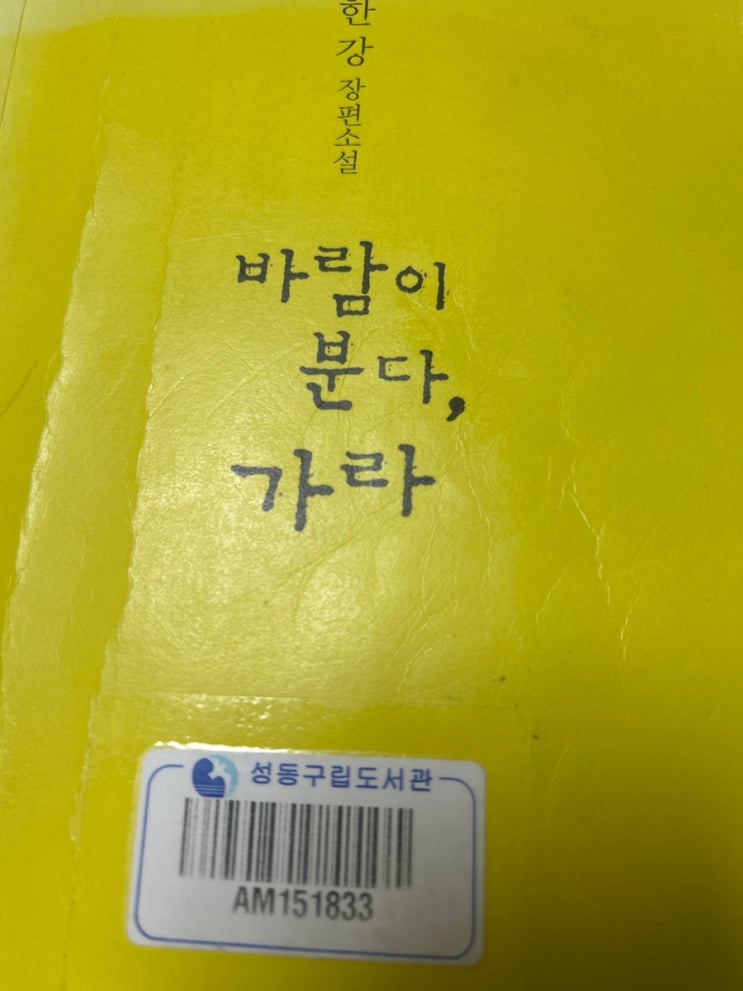 한강 장편소설
바람이
분다,
가라
성동구립도서관
AM151833